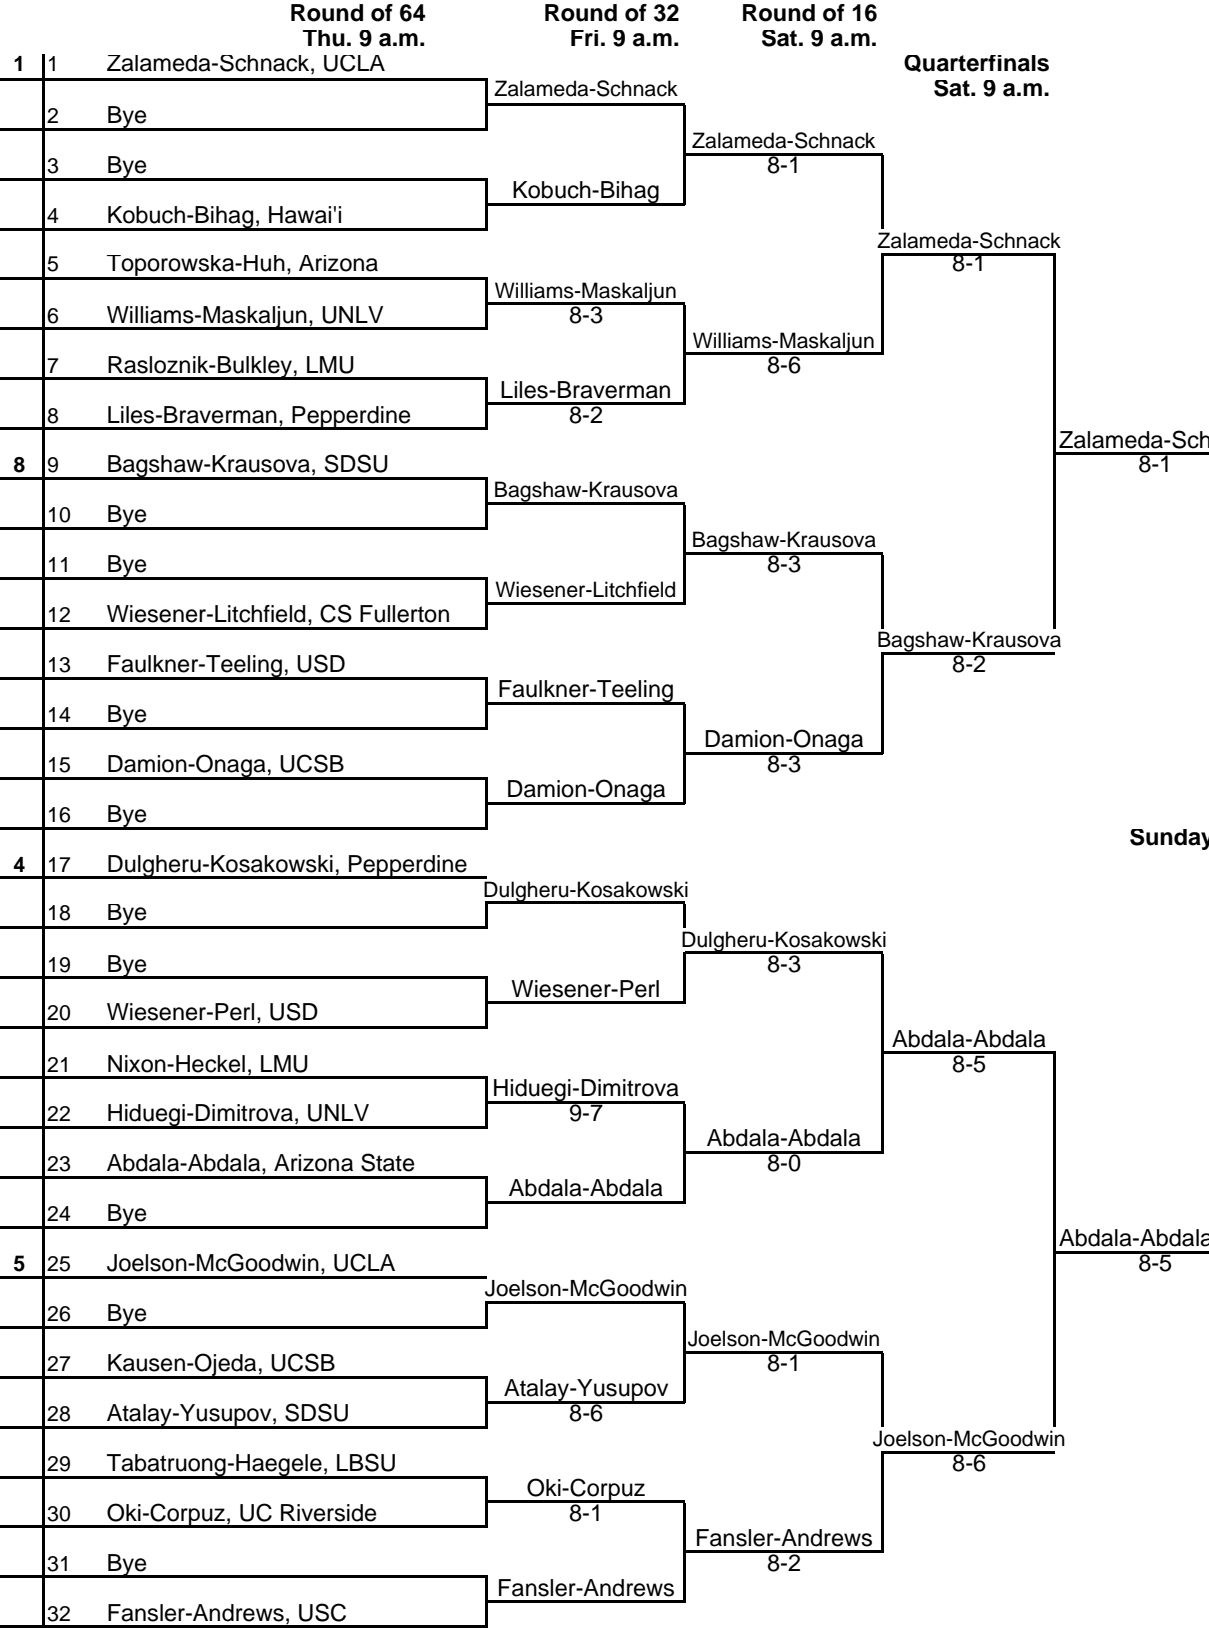 Round of 64 Round of 32 Round of 16
Thu. 9 a.m. Fri. 9 a.m. Sat. 9 a.m.
1 1 Zalameda-Schnack, UCLA Quarterfinals
Zalameda-Schnack Sat. 9 a.m.
2 Bye
Zalameda-Schnack
3 Bye 8-1
Kobuch-Bihag
4 Kobuch-Bihag, Hawai'i
Zalameda-Schnack
5 Toporowska-Huh, Arizona 8-1
Williams-Maskaljun
6 Williams-Maskaljun, UNLV 8-3
Williams-Maskaljun
7 Rasloznik-Bulkley, LMU 8-6
Liles-Braverman
8 Liles-Braverman, Pepperdine 8-2
Zalameda-Sch
8 9 Bagshaw-Krausova, SDSU 8-1
Bagshaw-Krausova
10 Bye
Bagshaw-Krausova
11 Bye 8-3
Wiesener-Litchfield
12 Wiesener-Litchfield, CS Fullerton
Bagshaw-Krausova
13 Faulkner-Teeling, USD 8-2
Faulkner-Teeling
14 Bye
Damion-Onaga
15 Damion-Onaga, UCSB 8-3
Damion-Onaga
16 Bye
Sunday
4 17 Dulgheru-Kosakowski, Pepperdine
Dulgheru-Kosakowski
18 Bye
Dulgheru-Kosakowski
19 Bye 8-3
Wiesener-Perl
20 Wiesener-Perl, USD
Abdala-Abdala
21 Nixon-Heckel, LMU 8-5
Hiduegi-Dimitrova
22 Hiduegi-Dimitrova, UNLV 9-7
Abdala-Abdala
23 Abdala-Abdala, Arizona State 8-0
Abdala-Abdala
24 Bye
Abdala-Abdala
5 25 Joelson-McGoodwin, UCLA 8-5
Joelson-McGoodwin
26 Bye
Joelson-McGoodwin
27 Kausen-Ojeda, UCSB 8-1
Atalay-Yusupov
28 Atalay-Yusupov, SDSU 8-6
Joelson-McGoodwin
29 Tabatruong-Haegele, LBSU 8-6
Oki-Corpuz
30 Oki-Corpuz, UC Riverside 8-1
Fansler-Andrews
31 Bye 8-2
Fansler-Andrews
32 Fansler-Andrews, USC